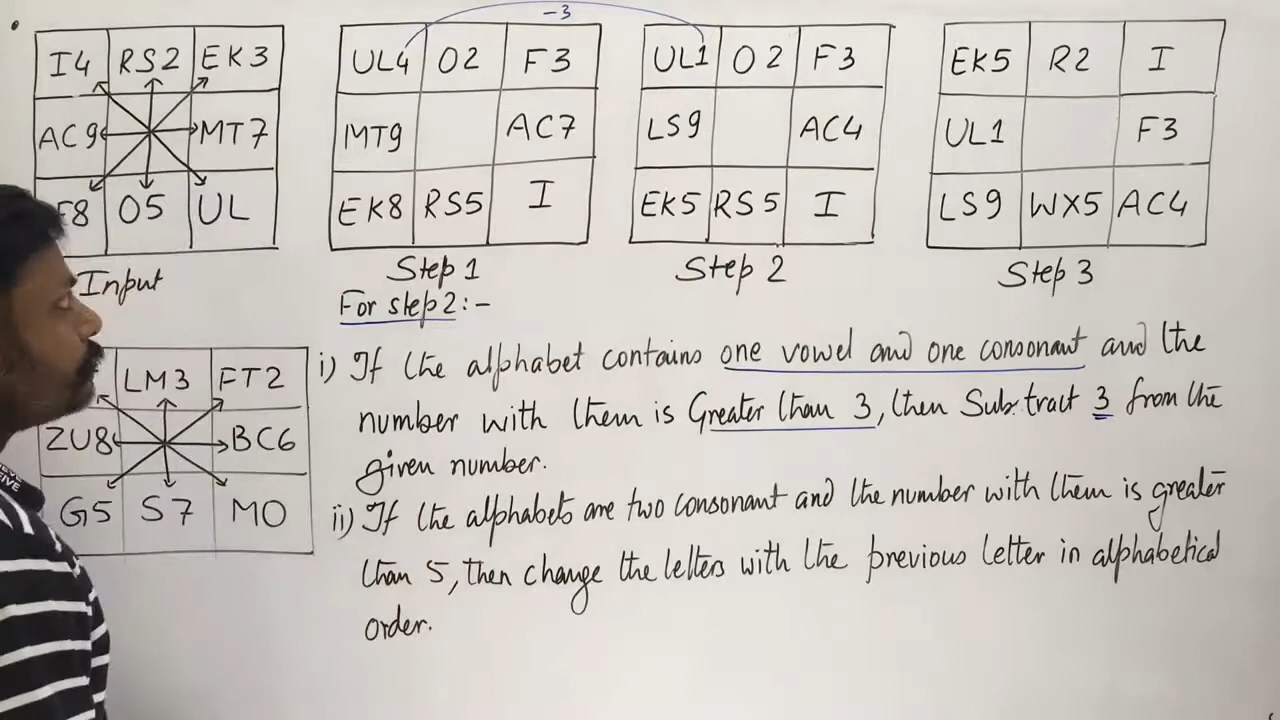 -3
I4 RS2 EK3
AC9 MT7
F8 O5 UL
Input
UL4 O2 F3
MT9 AC7
EK8 RS5 I
Step 1
UL1 O2 F3
LS9 AC4
EK5 RS5 I
Step 2
EK5 R2 I
UL1 F3
LS9 WX5 AC4
Step 3
For step 2:-
LM3 FT2
ZU8 BC6
G5 S7 MO
i) If the alphabet contains one vowel and one consonant and the
number with them is Greater than 3, then Subtract 3 from the
given number.
ii) If the alphabets are two consonant and the number with them is greater
than 5, then change the letters with the previous letter in alphabetical
order.